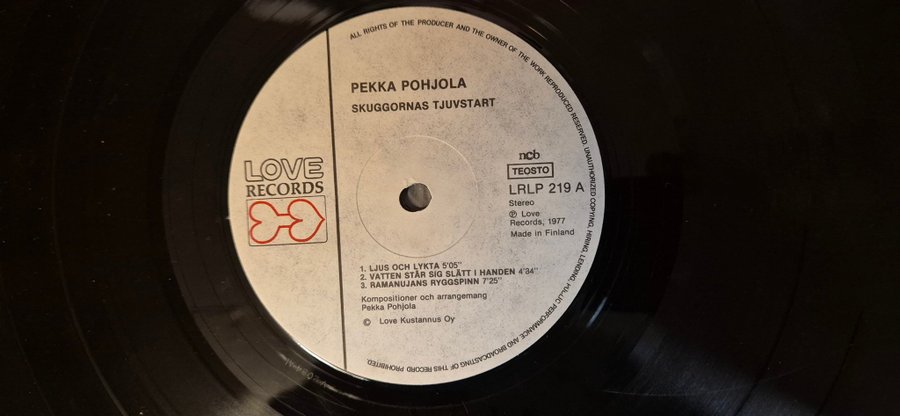 ALL RIGHTS OF THE PRODUCER AND THE OWNER OF THE WORK REPRODUCED RESERVED. UNAUTHORIZED COPYING, HIRING, LENDING, PUBLIC PERFORMANCE AND BROADCASTING OF THIS RECORD PROHIBITED.
PEKKA POHJOLA
SKUGGORNAS TJUVSTART
LOVE
RECORDS
ncb
TEOSTO
LRLP 219 A
Stereo
Ⓟ Love
Records, 1977
Made in Finland
1. LJUS OCH LYKTA 5'05"
2. VATTEN STÅR SIG SLÄTT I HANDEN 4'34"
3. RAMANUJANS RYGGSPINN 7'25"
Kompositioner och arrangemang
Pekka Pohjola
© Love Kustannus Oy